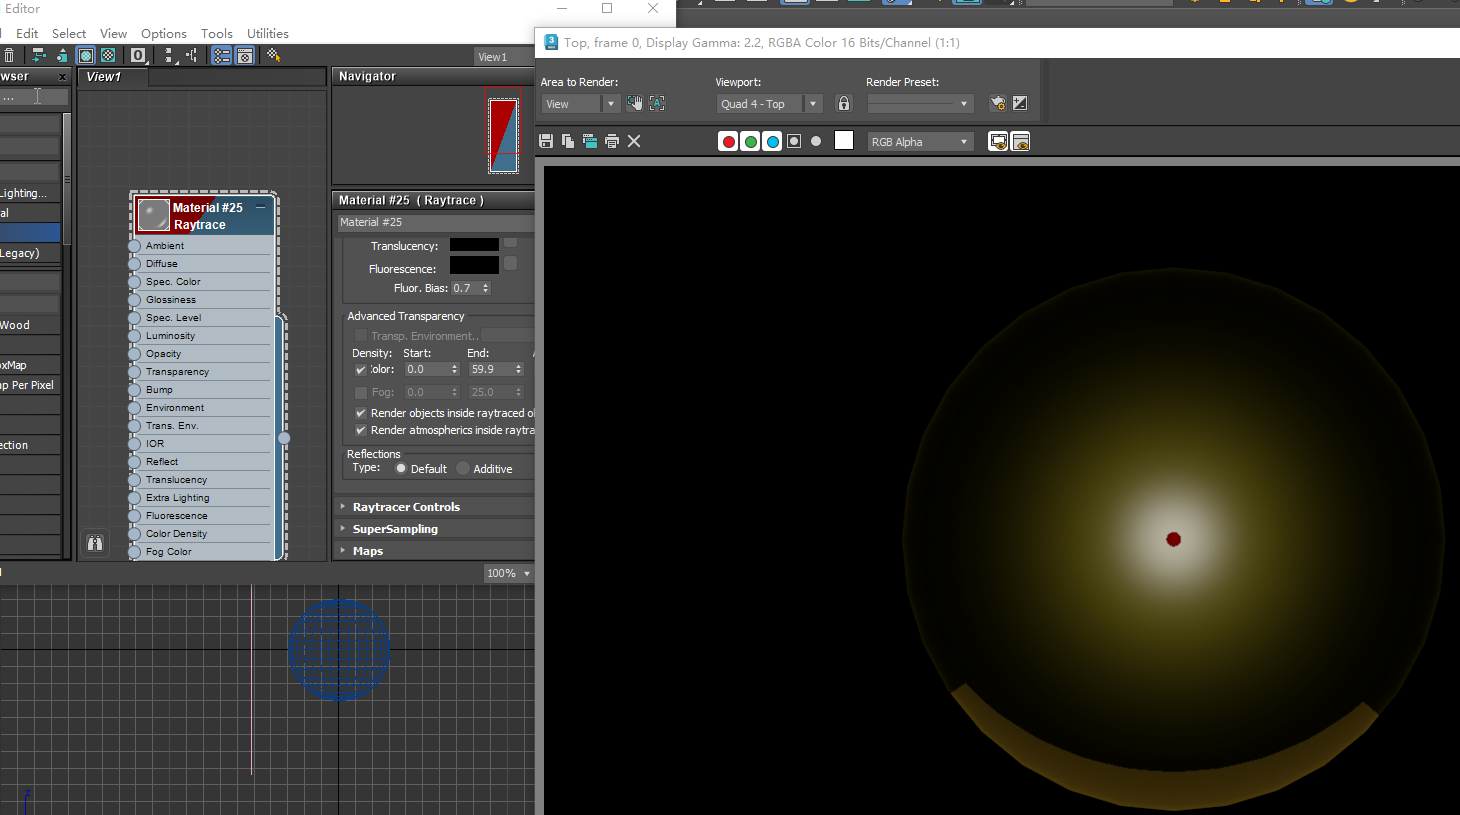 Editor
Edit Select View Options Tools Utilities
View1
wser
...
Lighting...
al
Legacy)
Wood
oxMap
ap Per Pixel
ection
View1
Material #25
Raytrace
Ambient
Diffuse
Spec. Color
Glossiness
Spec. Level
Luminosity
Opacity
Transparency
Bump
Environment
Trans. Env.
IOR
Reflect
Translucency
Extra Lighting
Fluorescence
Color Density
Fog Color
Navigator
Material #25 ( Raytrace )
Material #25
Translucency:
Fluorescence:
Fluor. Bias: 0.7
Advanced Transparency
Transp. Environment..
Density: Start: End:
Color: 0.0 59.9
Fog: 0.0 25.0
Render objects inside raytraced ol
Render atmospherics inside raytra
Reflections
Type: Default Additive
Raytracer Controls
SuperSampling
Maps
100%
z
3
Top, frame 0, Display Gamma: 2.2, RGBA Color 16 Bits/Channel (1:1)
Area to Render: Viewport: Render Preset:
View Quad 4 - Top
RGB Alpha